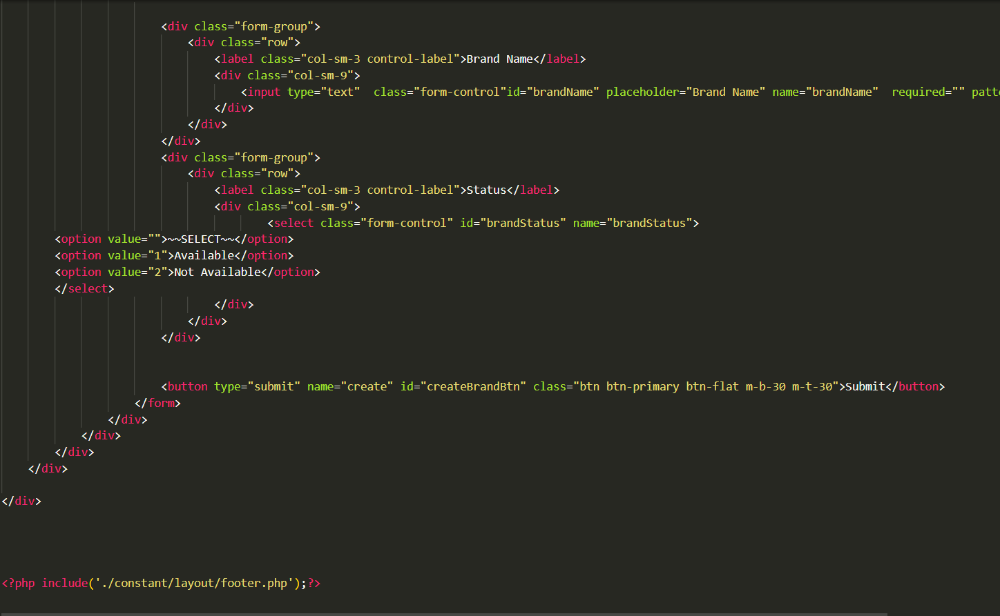 <div class="form-group">
<div class="row">
<label class="col-sm-3 control-label">Brand Name</label>
<div class="col-sm-9">
<input type="text"  class="form-control"id="brandName" placeholder="Brand Name" name="brandName"  required="" patte
</div>
</div>
</div>
<div class="form-group">
<div class="row">
<label class="col-sm-3 control-label">Status</label>
<div class="col-sm-9">
<select class="form-control" id="brandStatus" name="brandStatus">
<option value="">~~SELECT~~</option>
<option value="1">Available</option>
<option value="2">Not Available</option>
</select>
</div>
</div>
</div>
<button type="submit" name="create" id="createBrandBtn" class="btn btn-primary btn-flat m-b-30 m-t-30">Submit</button>
</form>
</div>
</div>
</div>
</div>
</div>
<?php include('./constant/layout/footer.php');?>